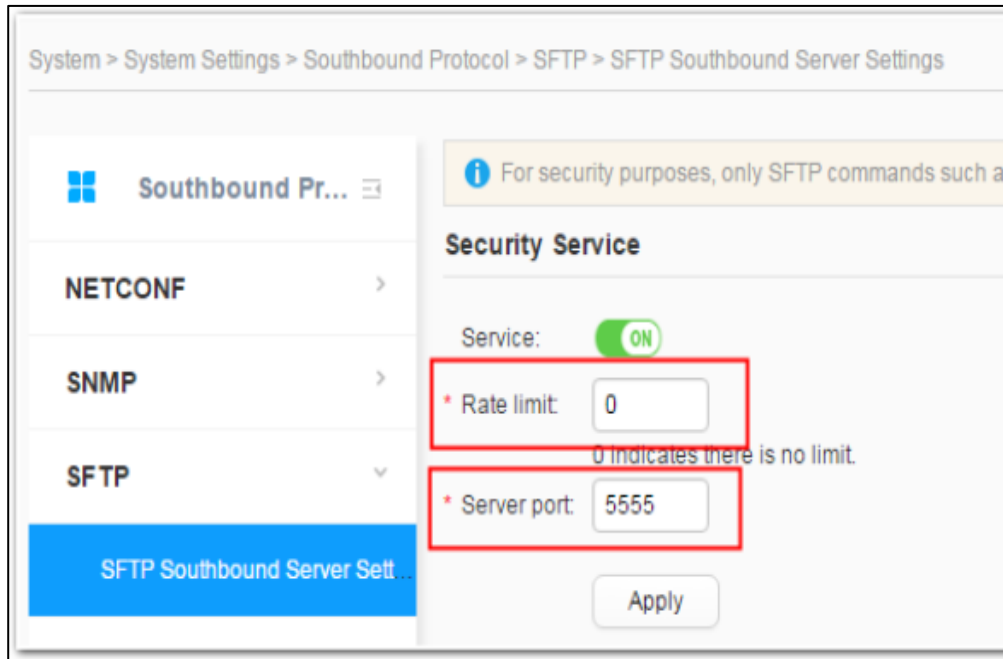 System > System Settings > Southbound Protocol > SFTP > SFTP Southbound Server Settings
Southbound Pr...
NETCONF
SNMP
SFTP
SFTP Southbound Server Sett...
For security purposes, only SFTP commands such a
Security Service
Service: ON
* Rate limit: 0
0 indicates there is no limit.
* Server port: 5555
Apply